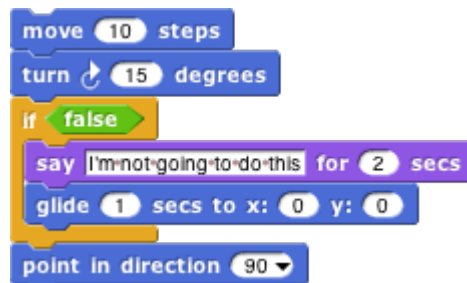 move 10 steps
turn 15 degrees
if false
say I'm not going to do this for 2 secs
glide 1 secs to x: 0 y: 0
point in direction 90